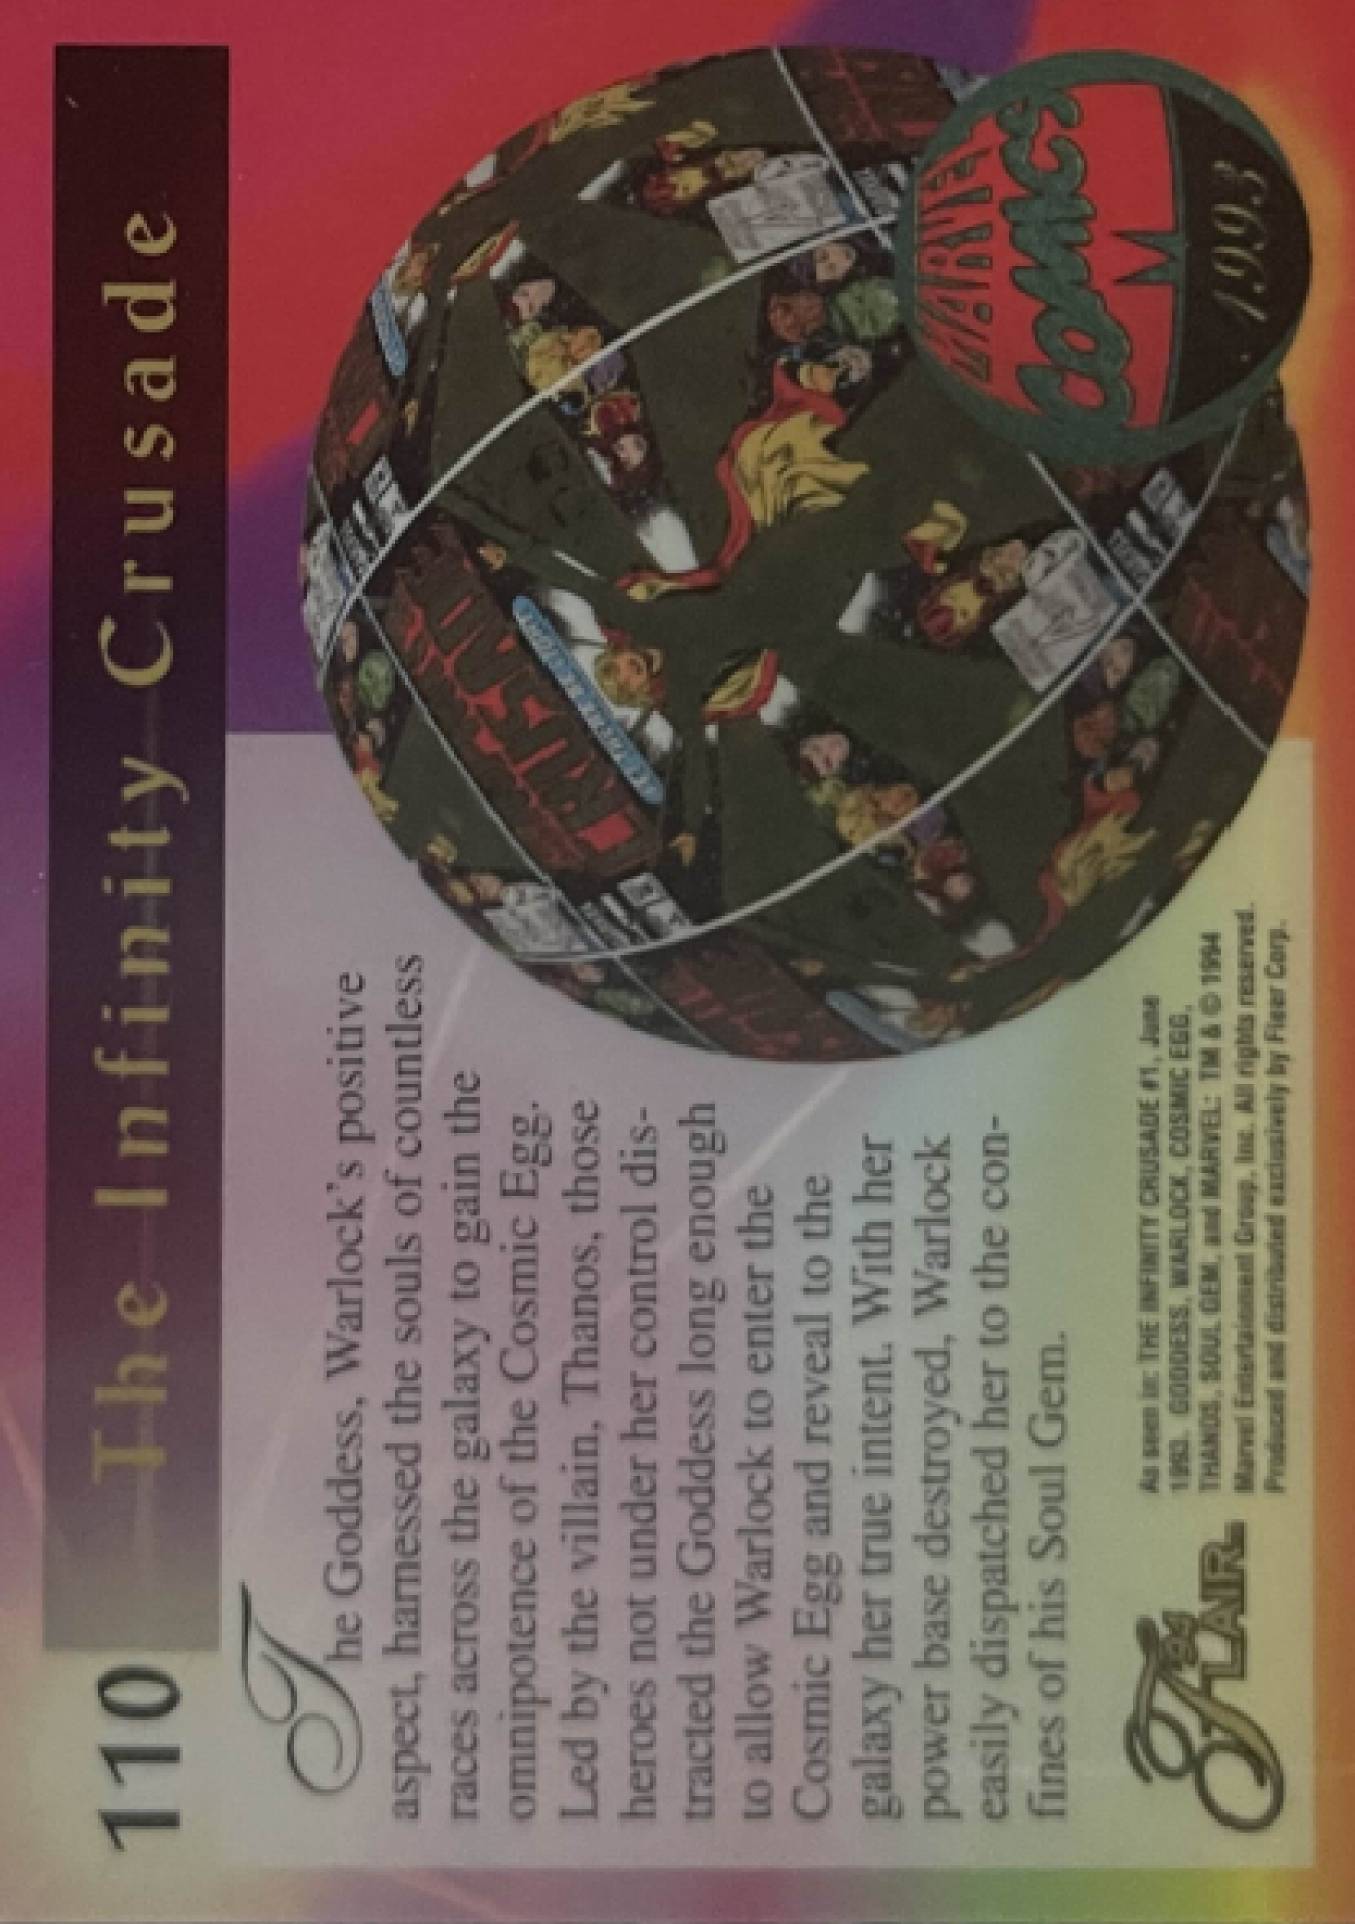 110
The Infinity Crusade
The Goddess, Warlock's positive
aspect, harnessed the souls of countless
races across the galaxy to gain the
omnipotence of the Cosmic Egg.
Led by the villain, Thanos, those
heroes not under her control dis-
tracted the Goddess long enough
to allow Warlock to enter the
Cosmic Egg and reveal to the
galaxy her true intent. With her
power base destroyed, Warlock
easily dispatched her to the con-
fines of his Soul Gem.
'94
FLAIR
As seen in: THE INFINITY CRUSADE #1, June
1993. GODDESS, WARLOCK, COSMIC EGG,
THANOS, SOUL GEM, and MARVEL: TM & © 1994
Marvel Entertainment Group, Inc. All rights reserved.
Produced and distributed exclusively by Fleer Corp.
CRUSADE
MARVEL
COMICS
M
1993